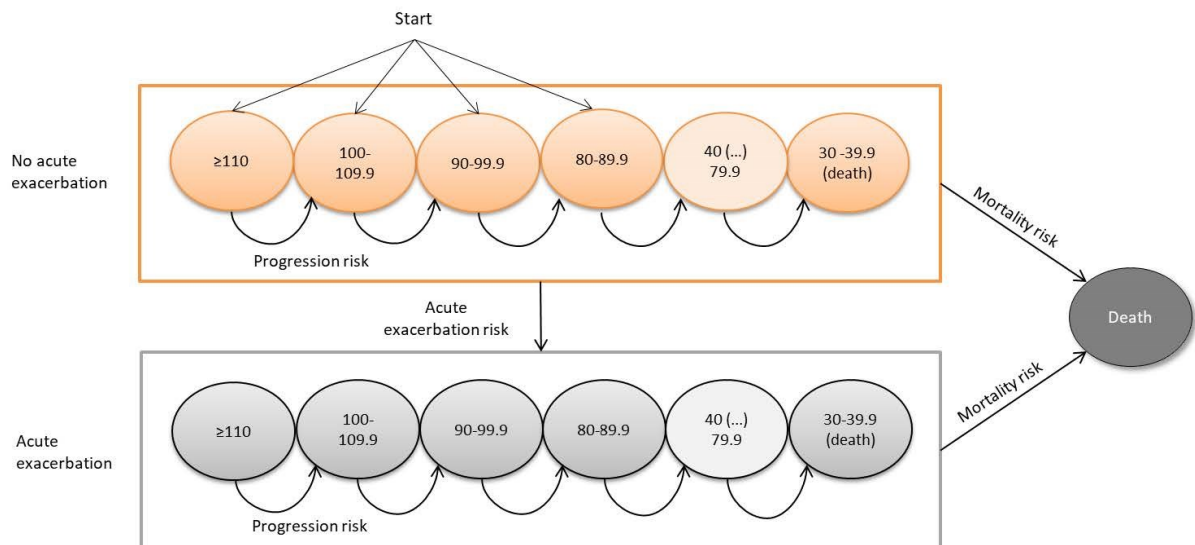 Start
No acute
exacerbation
≥110
100-
109.9
90-99.9
80-89.9
40 (...)
79.9
30 -39.9
(death)
Progression risk
Mortality risk
Acute
exacerbation risk
Death
Acute
exacerbation
≥110
100-
109.9
90-99.9
80-89.9
40 (...)
79.9
30-39.9
(death)
Progression risk
Mortality risk